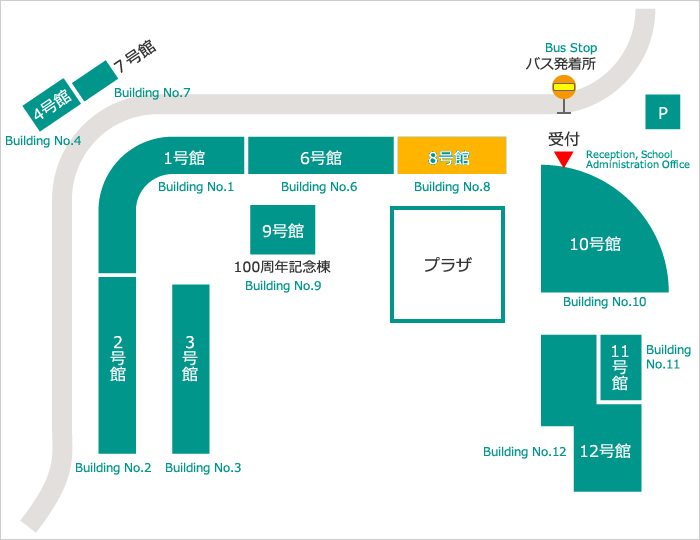 Bus Stop
バス発着所
7号館
Building No.7
4号館
Building No.4
P
受付
Reception, School
Administration Office
1号館
Building No.1
6号館
Building No.6
8号館
Building No.8
9号館
100周年記念棟
Building No.9
プラザ
10号館
Building No.10
2号館
Building No.2
3号館
Building No.3
11号館
Building
No.11
12号館
Building No.12